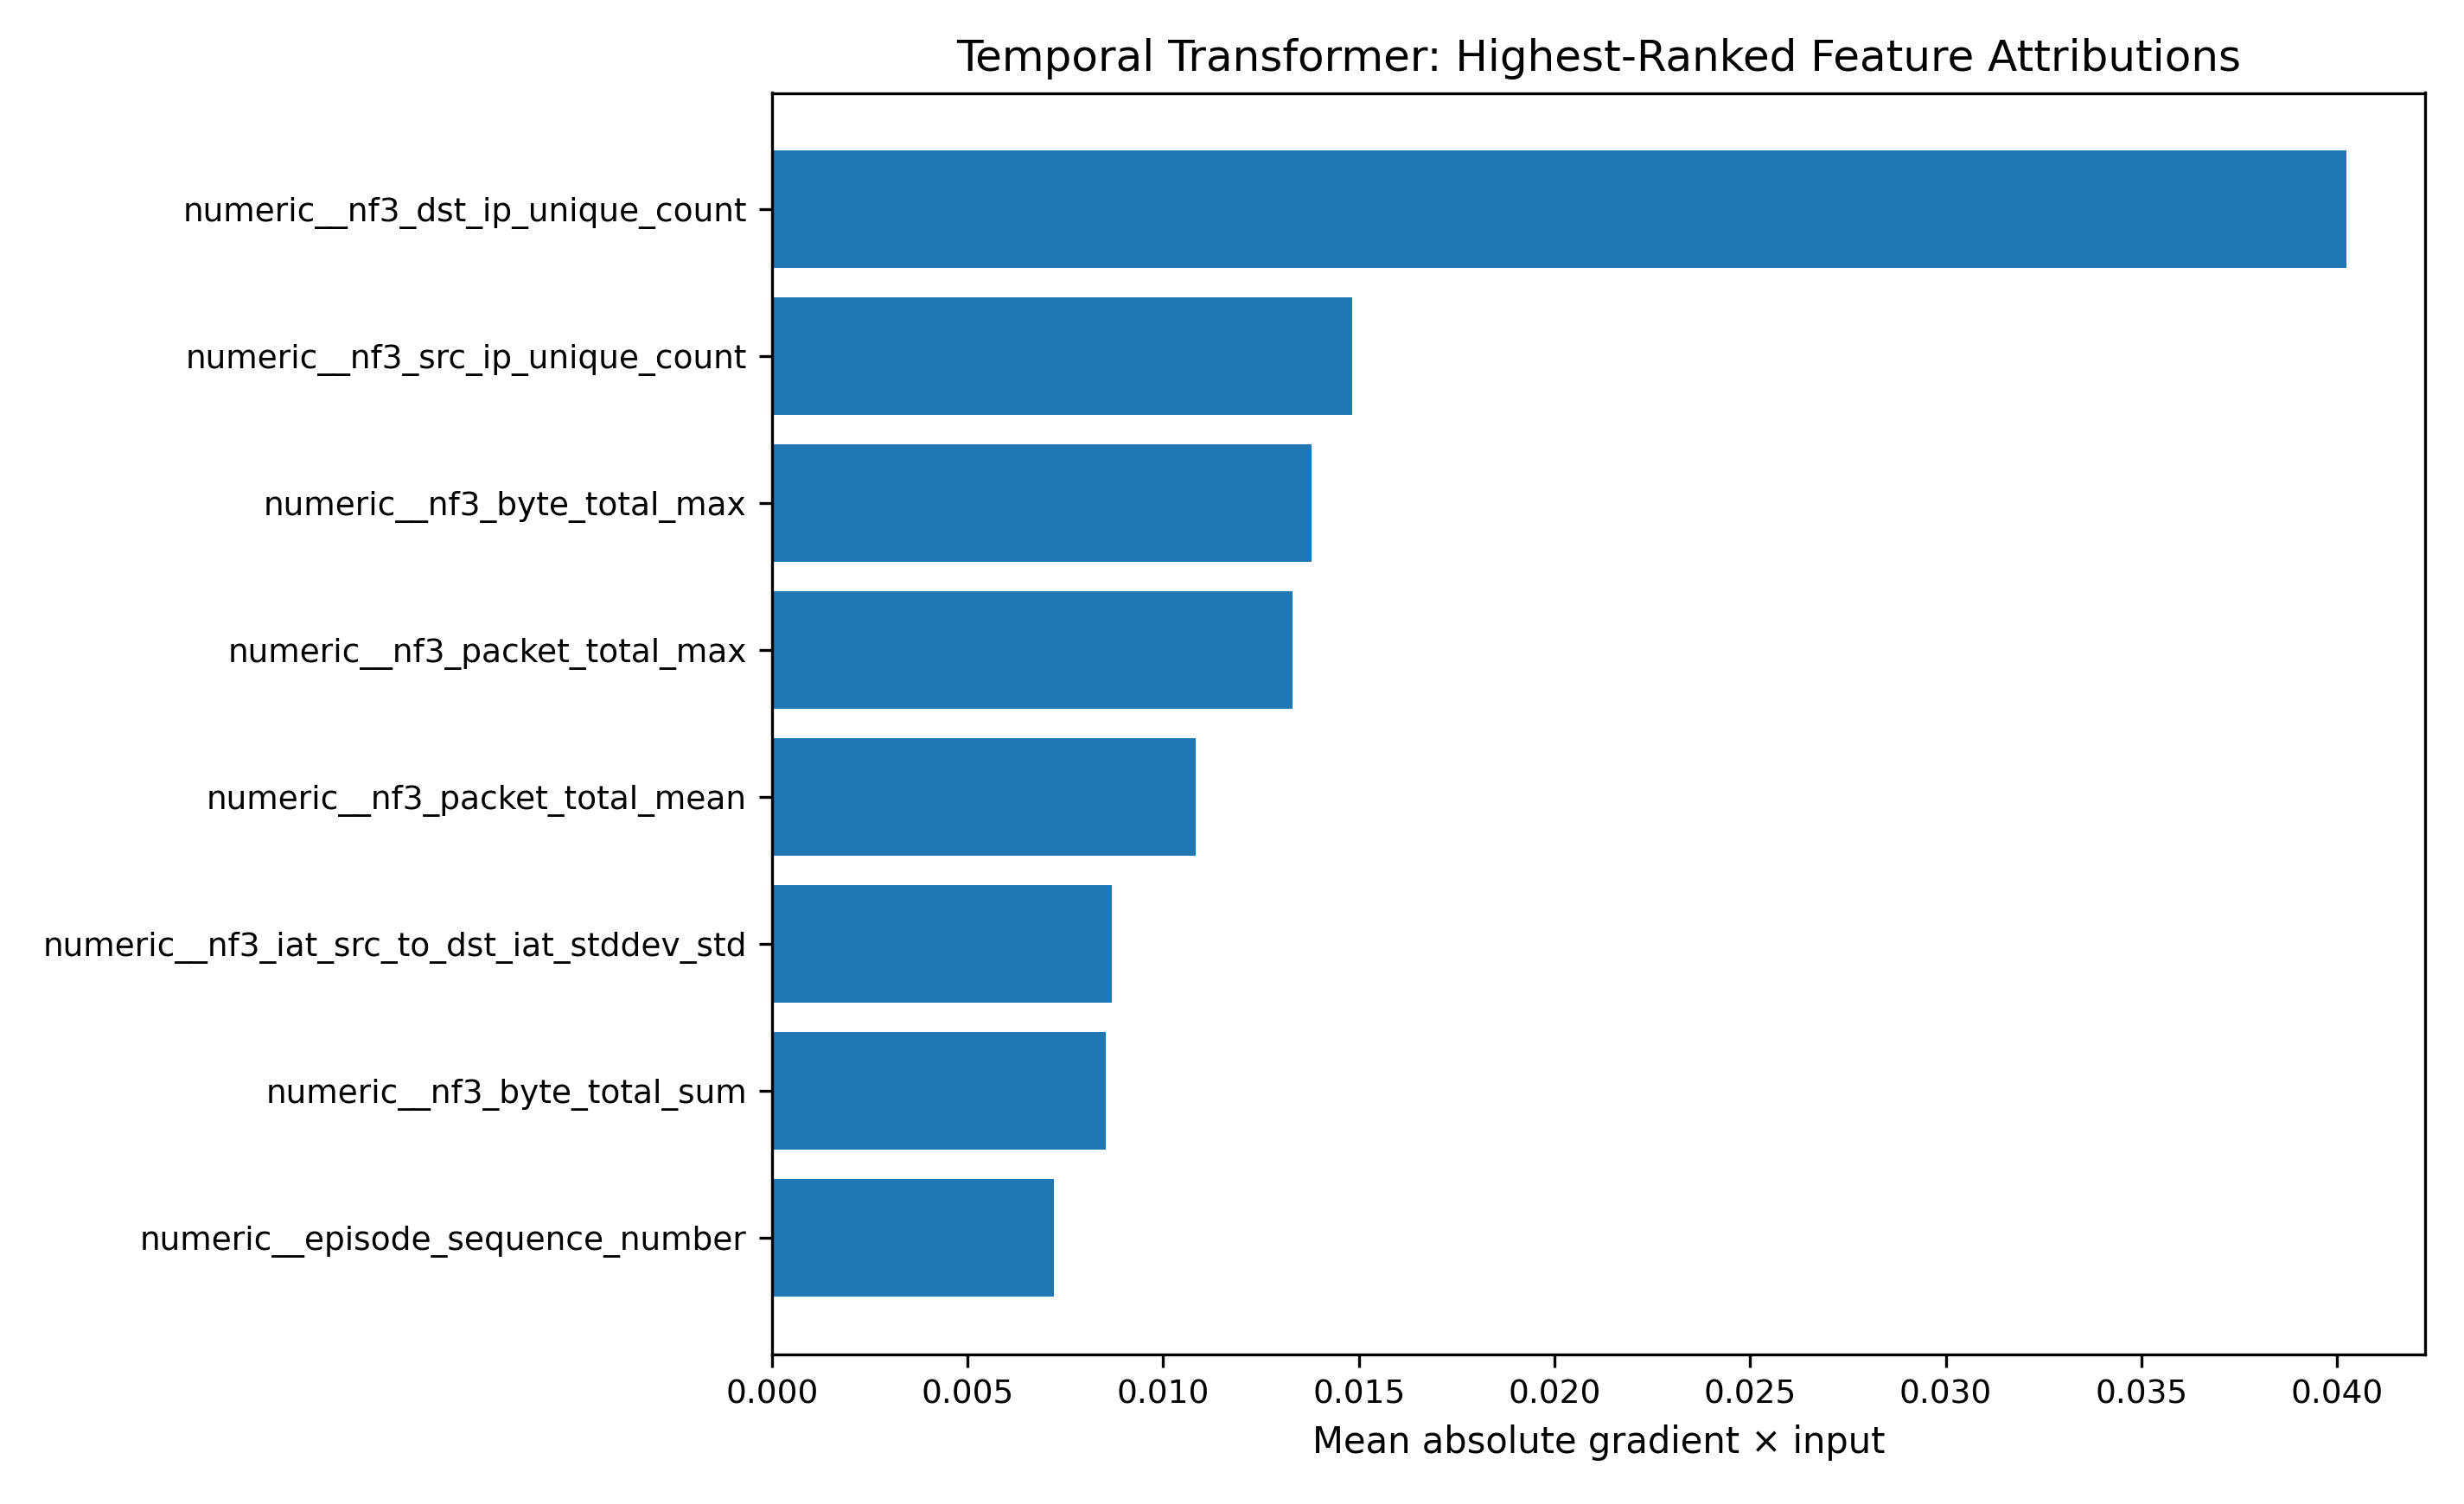 Temporal Transformer: Highest-Ranked Feature Attributions
numeric__nf3_dst_ip_unique_count
numeric__nf3_src_ip_unique_count
numeric__nf3_byte_total_max
numeric__nf3_packet_total_max
numeric__nf3_packet_total_mean
numeric__nf3_iat_src_to_dst_iat_stddev_std
numeric__nf3_byte_total_sum
numeric__episode_sequence_number
0.000 0.005 0.010 0.015 0.020 0.025 0.030 0.035 0.040
Mean absolute gradient × input